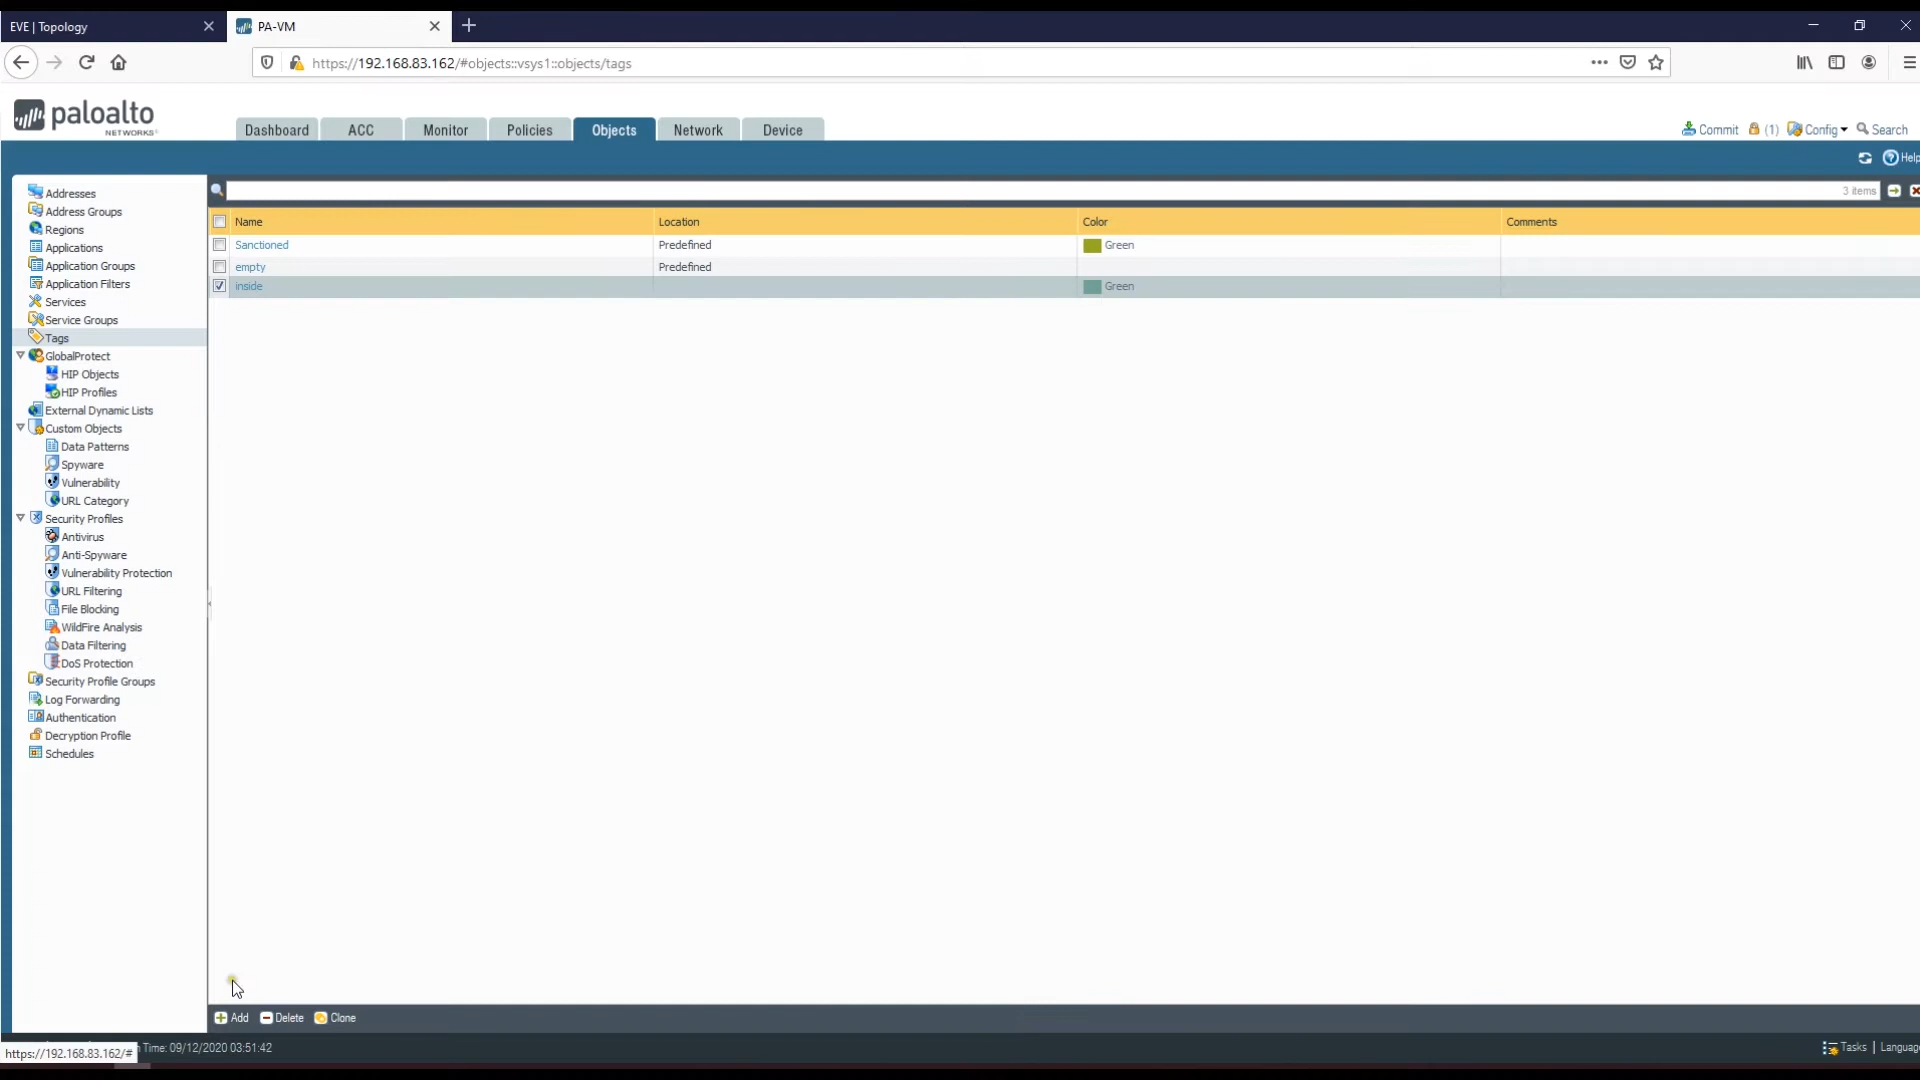 EVE | Topology
PA-VM
https://192.168.83.162/#objects::vsys1::objects/tags
paloalto
NETWORKS
Dashboard
ACC
Monitor
Policies
Objects
Network
Device
Commit
(1)
Config
Search
Help
3 items
Addresses
Address Groups
Regions
Applications
Application Groups
Application Filters
Services
Service Groups
Tags
GlobalProtect
HIP Objects
HIP Profiles
External Dynamic Lists
Custom Objects
Data Patterns
Spyware
Vulnerability
URL Category
Security Profiles
Antivirus
Anti-Spyware
Vulnerability Protection
URL Filtering
File Blocking
WildFire Analysis
Data Filtering
DoS Protection
Security Profile Groups
Log Forwarding
Authentication
Decryption Profile
Schedules
Name Location Color Comments
Sanctioned Predefined Green
empty Predefined
inside Green
Add Delete Clone
https://192.168.83.162/#
Time: 09/12/2020 03:51:42
Tasks | Languag